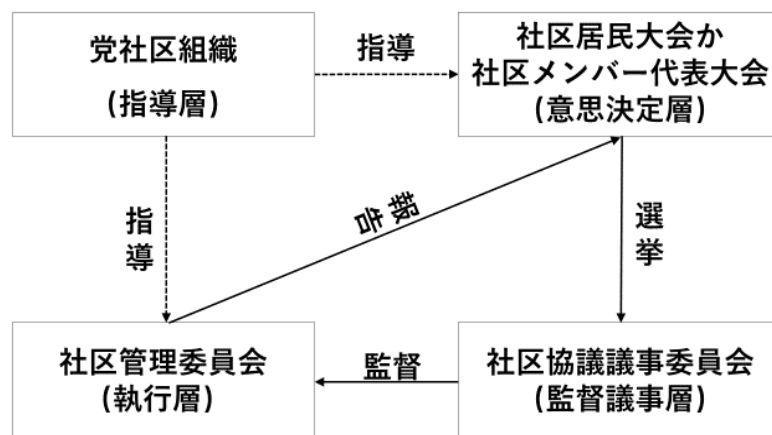 党社区組織
(指導層)
指導
社区居民大会か
社区メンバー代表大会
(意思決定層)
指導
報告
選挙
社区管理委員会
(執行層)
監督
社区協議議事委員会
(監督議事層)